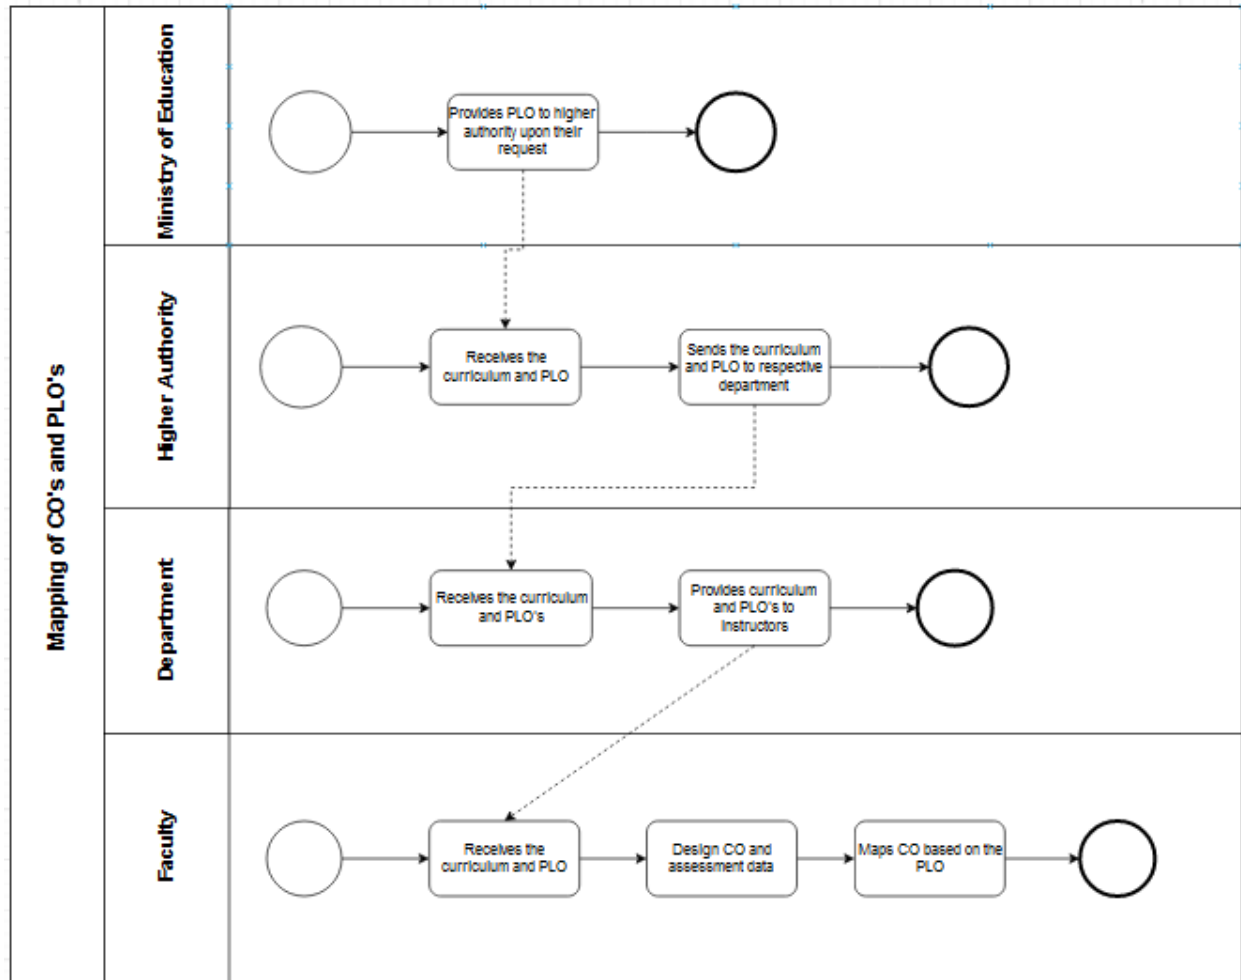 Mapping of CO's and PLO's
Ministry of Education
Provides PLO to higher
authority upon their
request
Higher Authority
Receives the
curriculum and PLO
Sends the curriculum
and PLO to respective
department
Department
Receives the curriculum
and PLO's
Provides curriculum
and PLO's to
instructors
Faculty
Receives the
curriculum and PLO
Design CO and
assessment data
Maps CO based on the
PLO